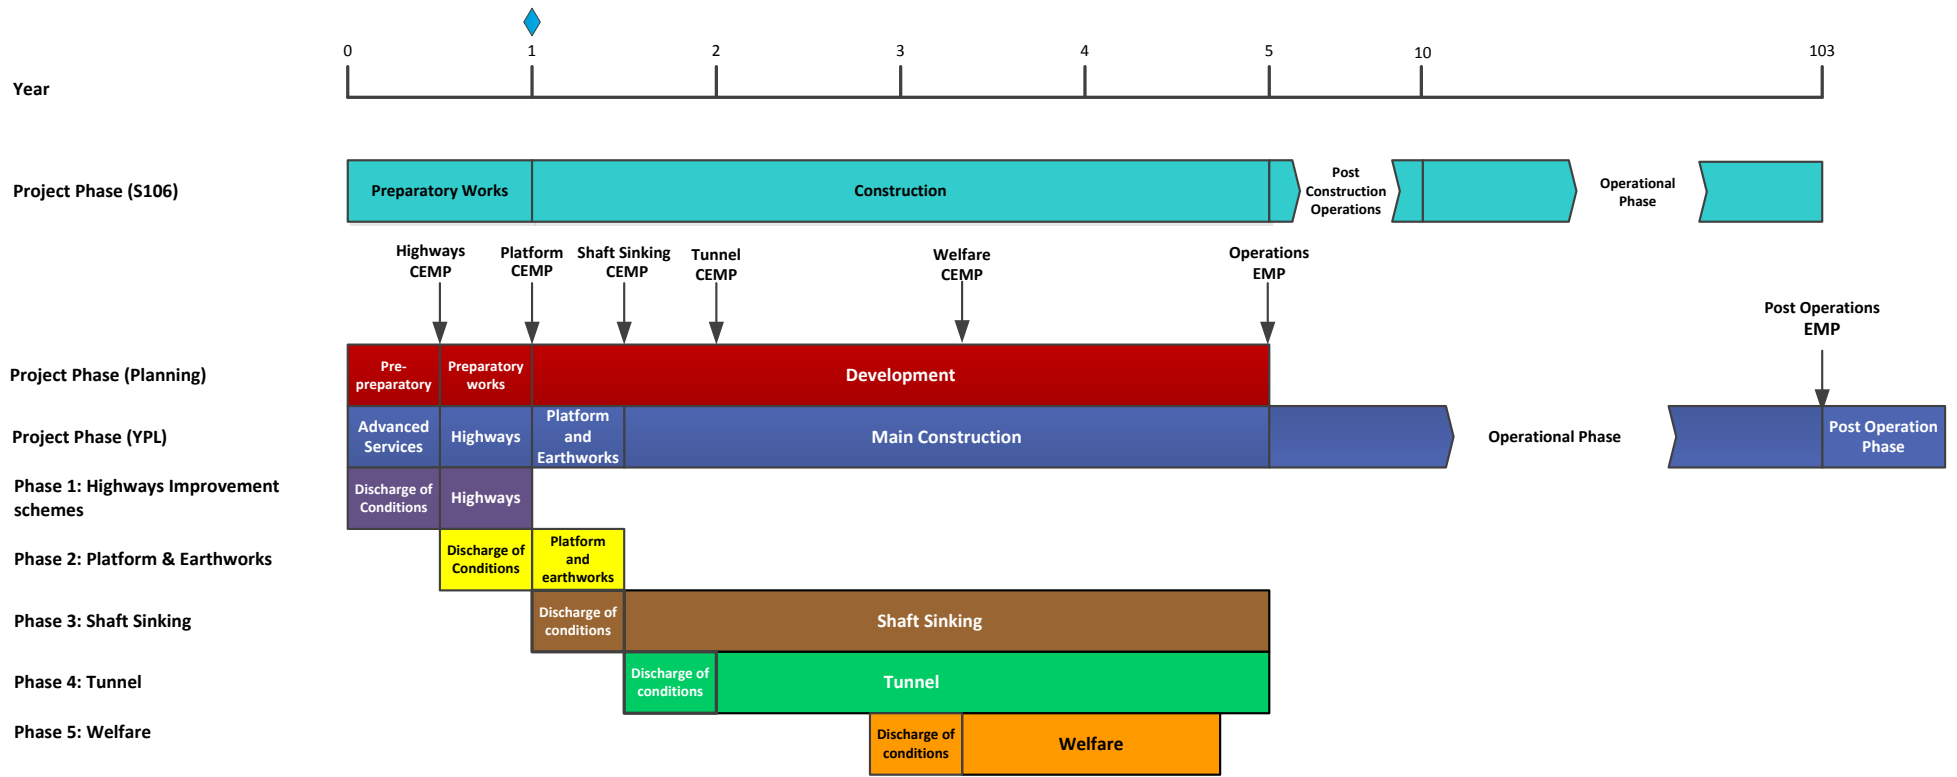 0 1 2 3 4 5 10 103
Year
Project Phase (S106)
Preparatory Works
Construction
Post
Construction
Operations
Operational
Phase
Highways
CEMP
Platform
CEMP
Shaft Sinking
CEMP
Tunnel
CEMP
Welfare
CEMP
Operations
EMP
Post Operations
EMP
Project Phase (Planning)
Pre-
preparatory
Preparatory
works
Development
Project Phase (YPL)
Advanced
Services
Highways
Platform
and
Earthworks
Main Construction
Operational Phase
Post Operation
Phase
Phase 1: Highways Improvement
schemes
Discharge of
Conditions
Highways
Phase 2: Platform & Earthworks
Discharge of
Conditions
Platform
and
earthworks
Phase 3: Shaft Sinking
Discharge of
conditions
Shaft Sinking
Phase 4: Tunnel
Discharge of
conditions
Tunnel
Phase 5: Welfare
Discharge of
conditions
Welfare